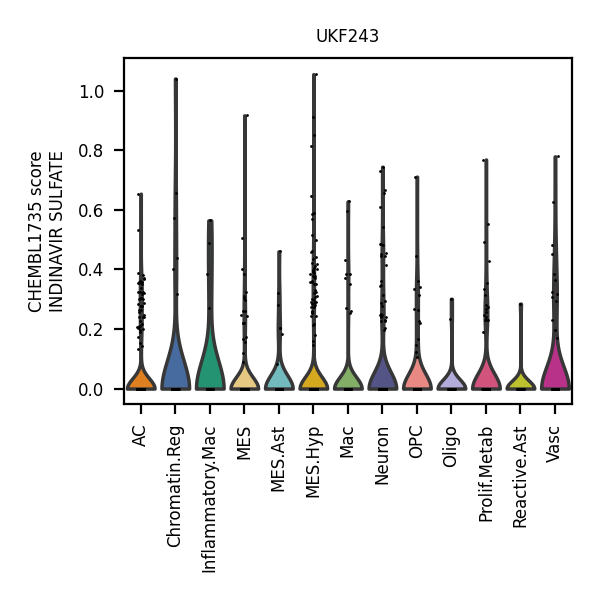 UKF243
CHEMBL1735 score
INDINAVIR SULFATE
1.0
0.8
0.6
0.4
0.2
0.0
AC
Chromatin.Reg
Inflammatory.Mac
MES
MES.Ast
MES.Hyp
Mac
Neuron
OPC
Oligo
Prolif.Metab
Reactive.Ast
Vasc